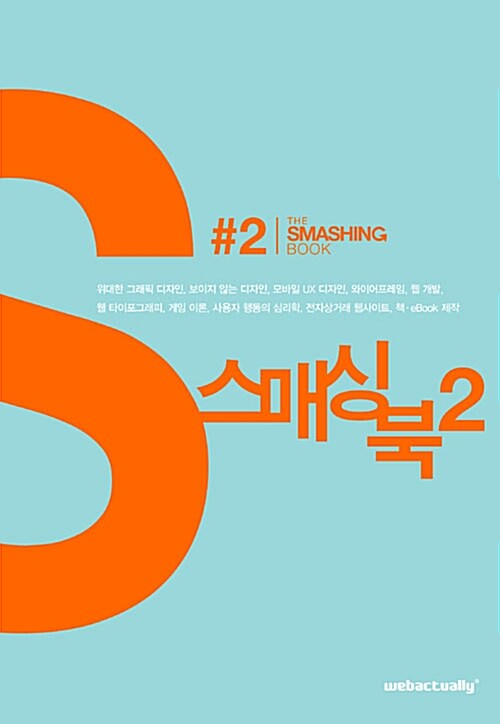 #2
THE
SMASHING
BOOK
위대한 그래픽 디자인, 보이지 않는 디자인, 모바일 UX 디자인, 와이어프레임, 웹 개발,
웹 타이포그래피, 게임 이론, 사용자 행동의 심리학, 전자상거래 웹사이트, 책·eBook 제작
S
스매싱
북2
webactually®